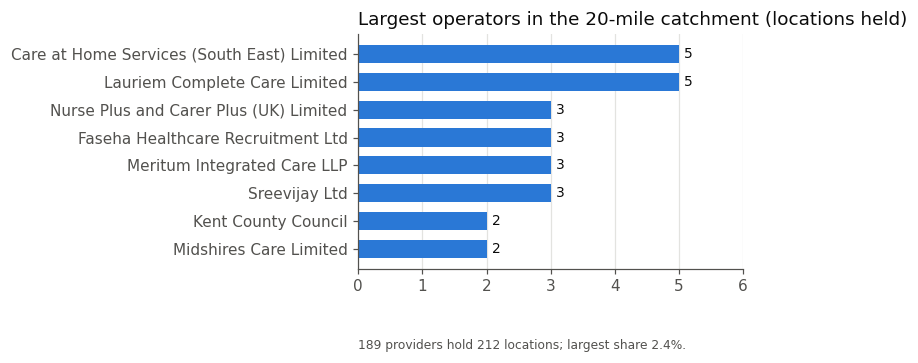 Largest operators in the 20-mile catchment (locations held)
Care at Home Services (South East) Limited 5
Lauriem Complete Care Limited 5
Nurse Plus and Carer Plus (UK) Limited 3
Faseha Healthcare Recruitment Ltd 3
Meritum Integrated Care LLP 3
Sreevijay Ltd 3
Kent County Council 2
Midshires Care Limited 2
0 1 2 3 4 5 6
189 providers hold 212 locations; largest share 2.4%.